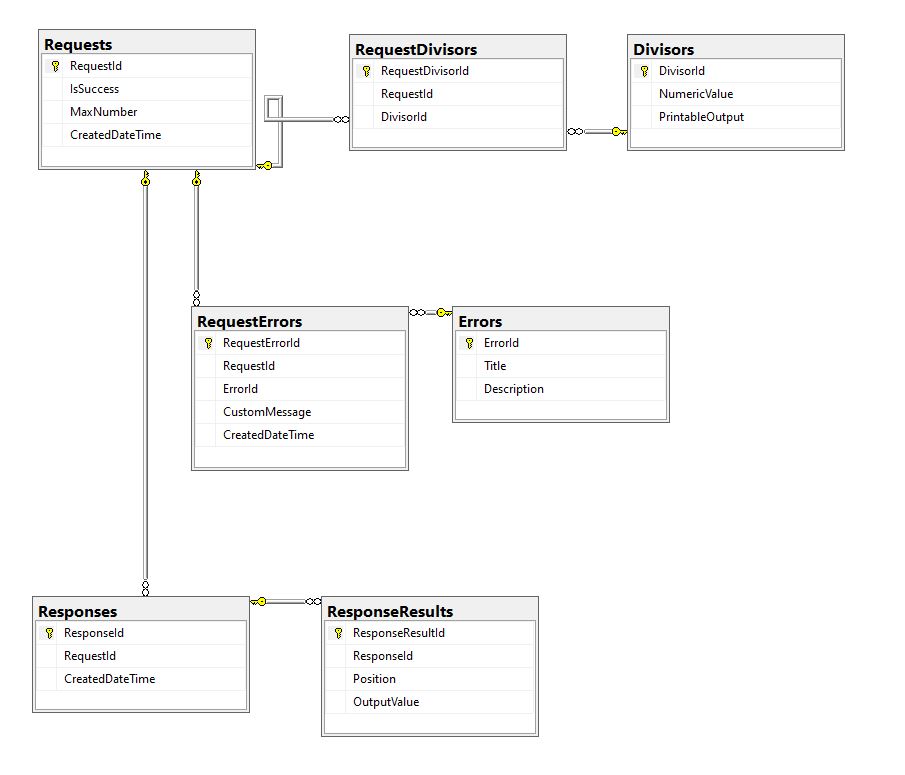 Requests
RequestId
IsSuccess
MaxNumber
CreatedDateTime
RequestDivisors
RequestDivisorId
RequestId
DivisorId
Divisors
DivisorId
NumericValue
PrintableOutput
RequestErrors
RequestErrorId
RequestId
ErrorId
CustomMessage
CreatedDateTime
Errors
ErrorId
Title
Description
Responses
ResponseId
RequestId
CreatedDateTime
ResponseResults
ResponseResultId
ResponseId
Position
OutputValue